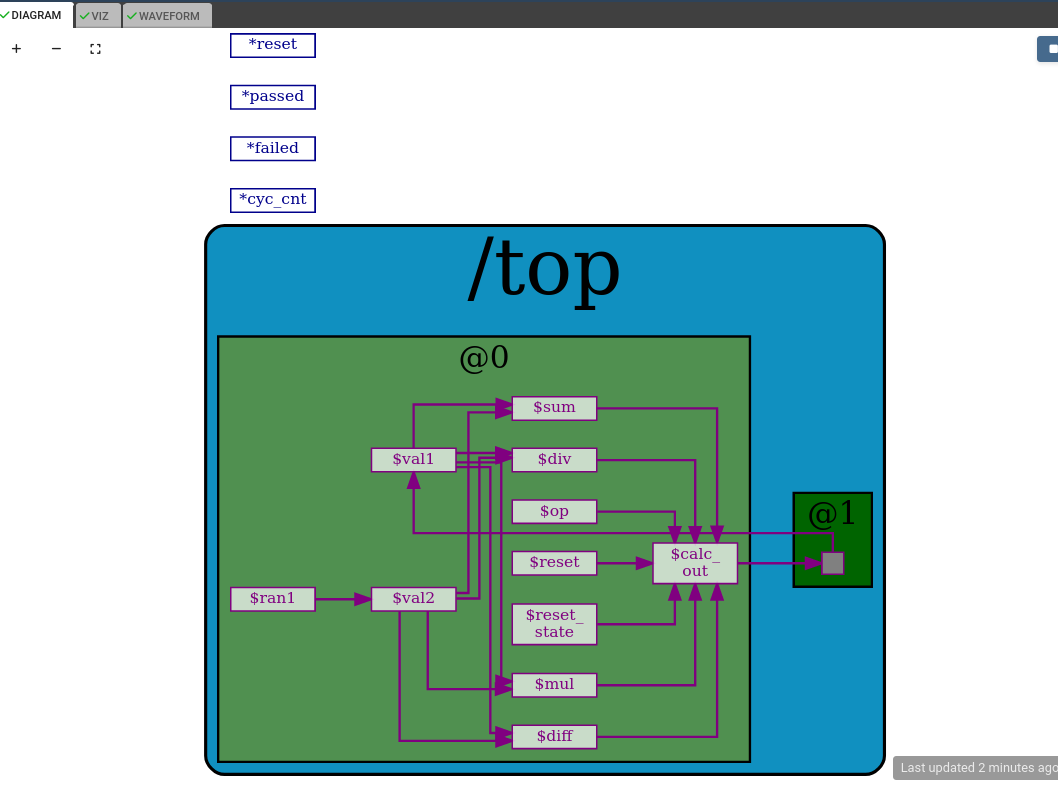 DIAGRAM
VIZ
WAVEFORM
+
−
*reset
*passed
*failed
*cyc_cnt
/top
@0
$sum
$val1
$div
$op
@1
$reset
$calc_
out
$ran1
$val2
$reset_
state
$mul
$diff
Last updated 2 minutes ago